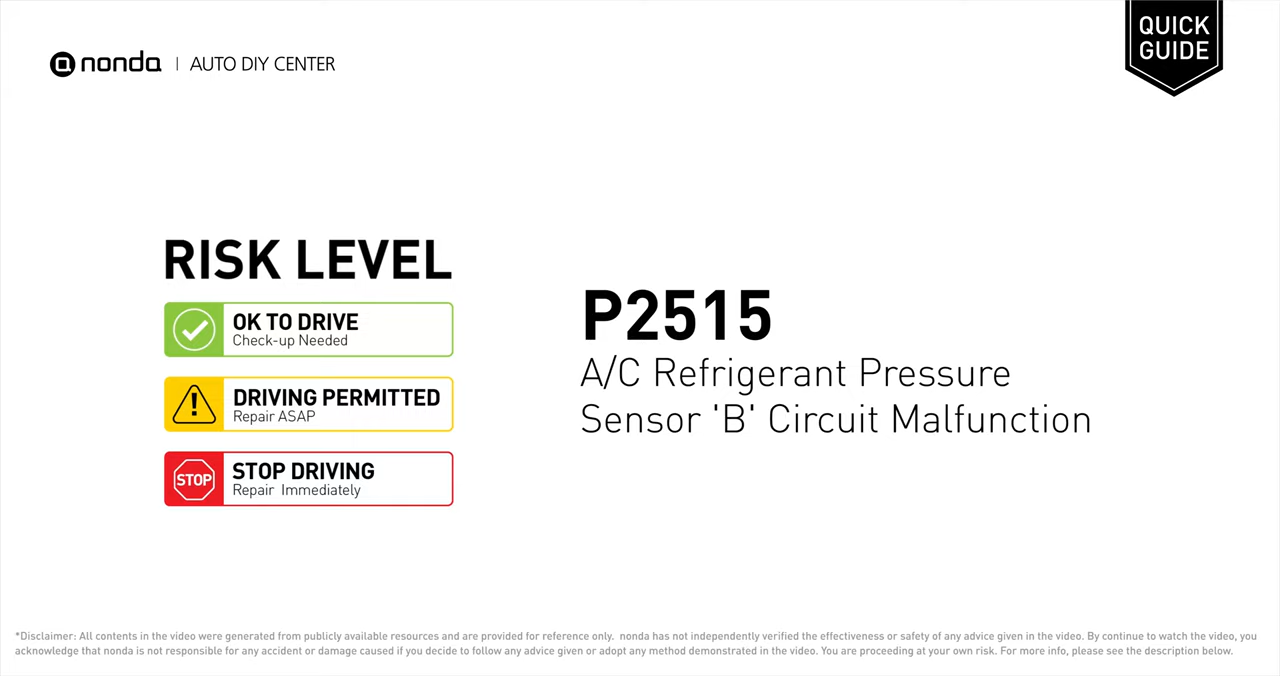 nonda | AUTO DIY CENTER
QUICK
GUIDE
RISK LEVEL
OK TO DRIVE
Check-up Needed
DRIVING PERMITTED
Repair ASAP
STOP
STOP DRIVING
Repair Immediately
P2515
A/C Refrigerant Pressure
Sensor 'B' Circuit Malfunction
*Disclaimer: All contents in the video were generated from publicly available resources and are provided for reference only. nonda has not independently verified the effectiveness or safety of any advice given in the video. By continue to watch the video, you
acknowledge that nonda is not responsible for any accident or damage caused if you decide to follow any advice given or adopt any method demonstrated in the video. You are proceeding at your own risk. For more info, please see the description below.